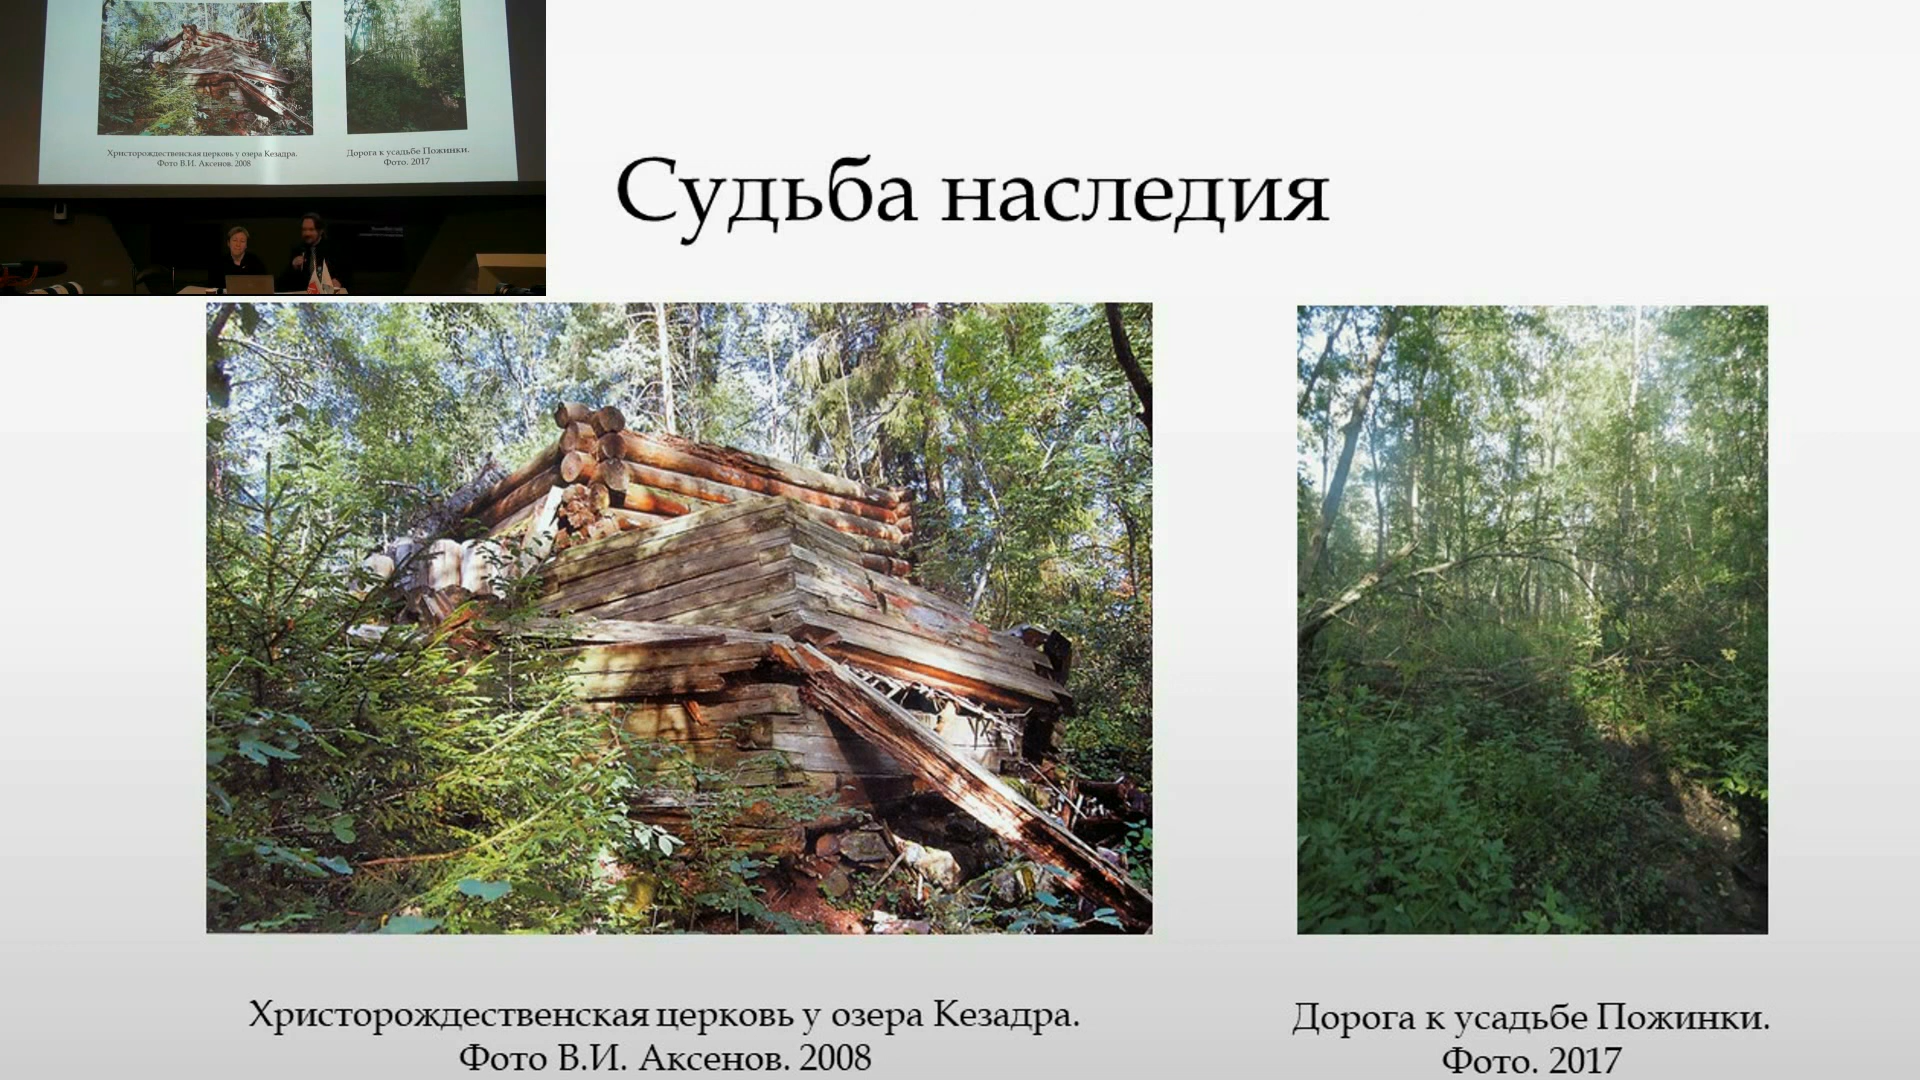 Христорождественская церковь у озера Кезадра.
Фото В.И. Аксенов. 2008
Дорога к усадьбе Пожинки.
Фото. 2017
Судьба наследия
Христорождественская церковь у озера Кезадра.
Фото В.И. Аксенов. 2008
Дорога к усадьбе Пожинки.
Фото. 2017